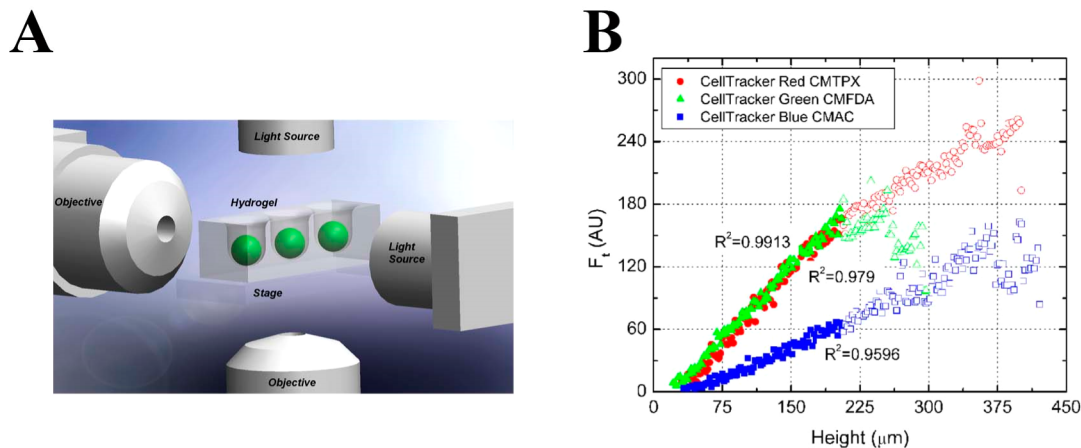 A
Light Source
Objective
Hydrogel
Light
Source
Stage
Objective
B
CellTracker Red CMTPX
CellTracker Green CMFDA
CellTracker Blue CMAC
300
240
180
120
60
0
F_t (AU)
R²=0.9913
R²=0.979
R²=0.9596
0 75 150 225 300 375 450
Height (μm)